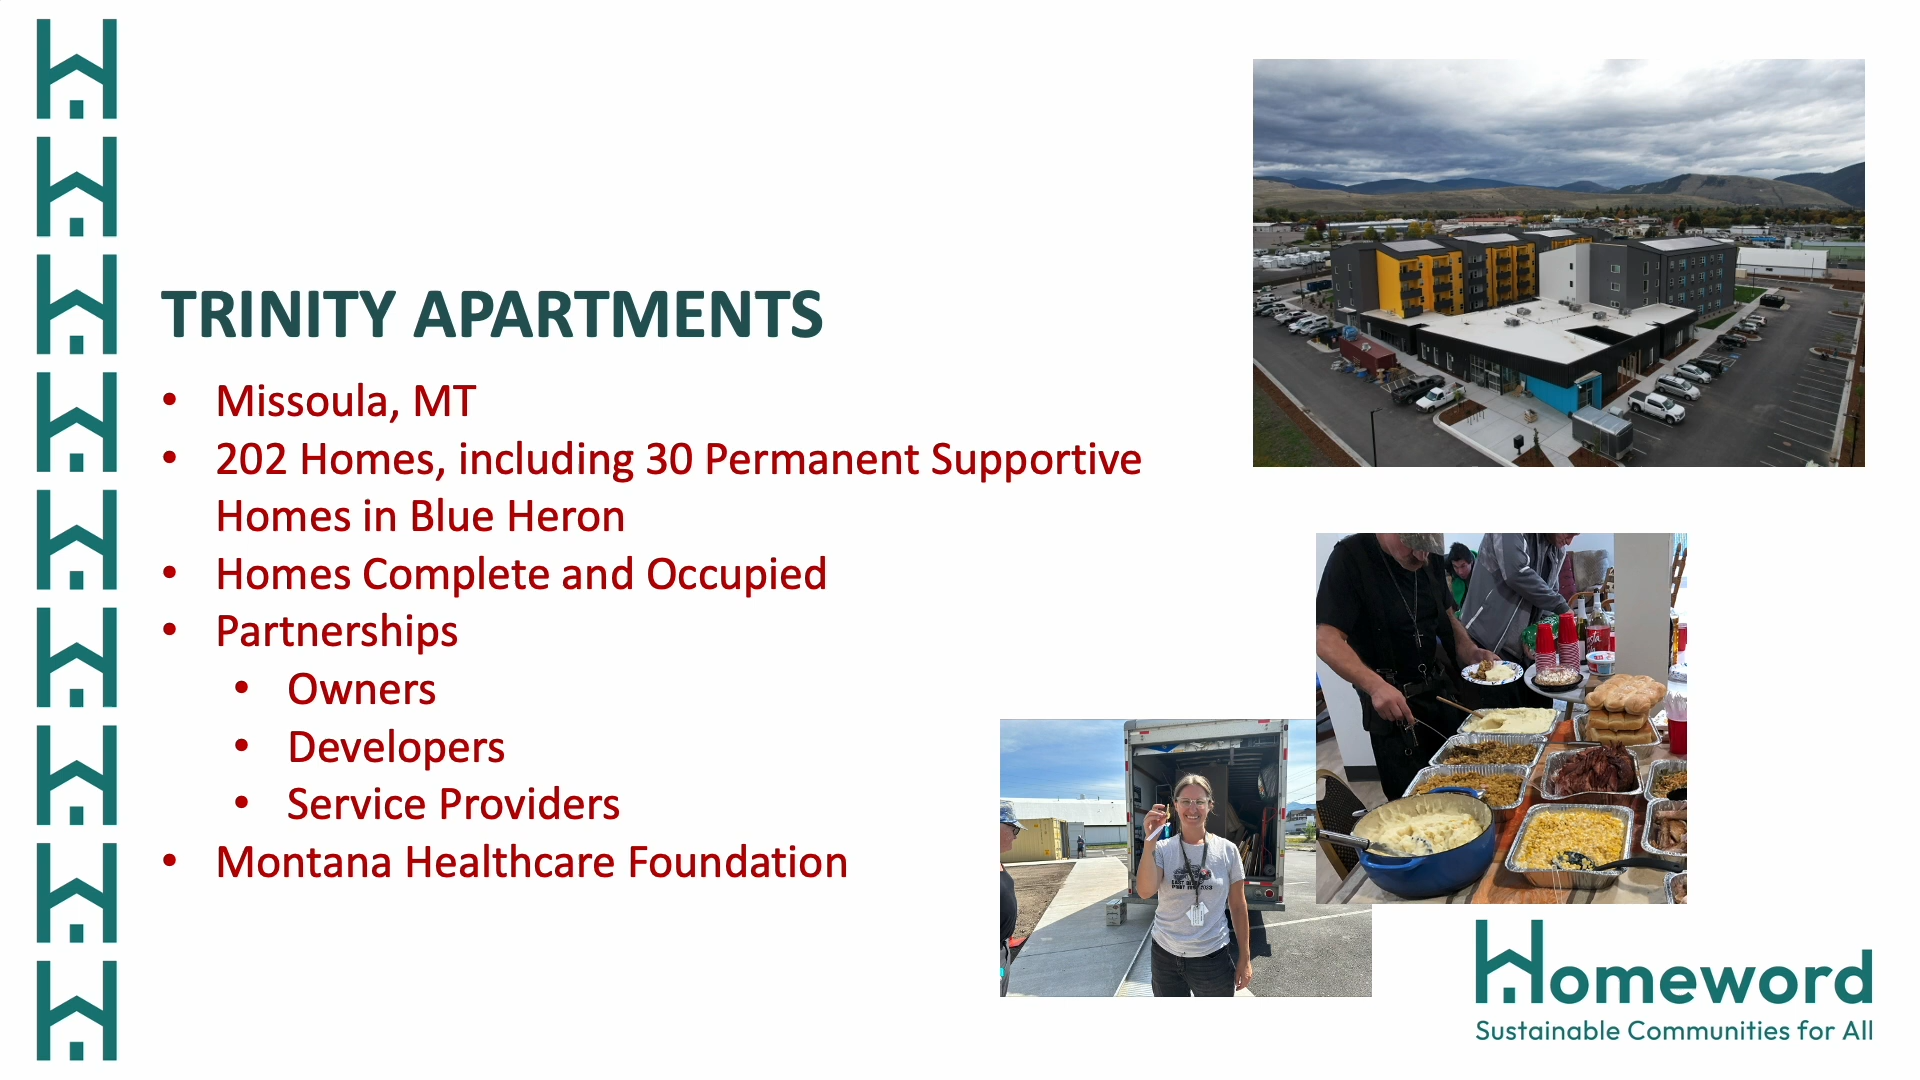 TRINITY APARTMENTS
• Missoula, MT
• 202 Homes, including 30 Permanent Supportive
Homes in Blue Heron
• Homes Complete and Occupied
• Partnerships
• Owners
• Developers
• Service Providers
• Montana Healthcare Foundation
Homeword
Sustainable Communities for All